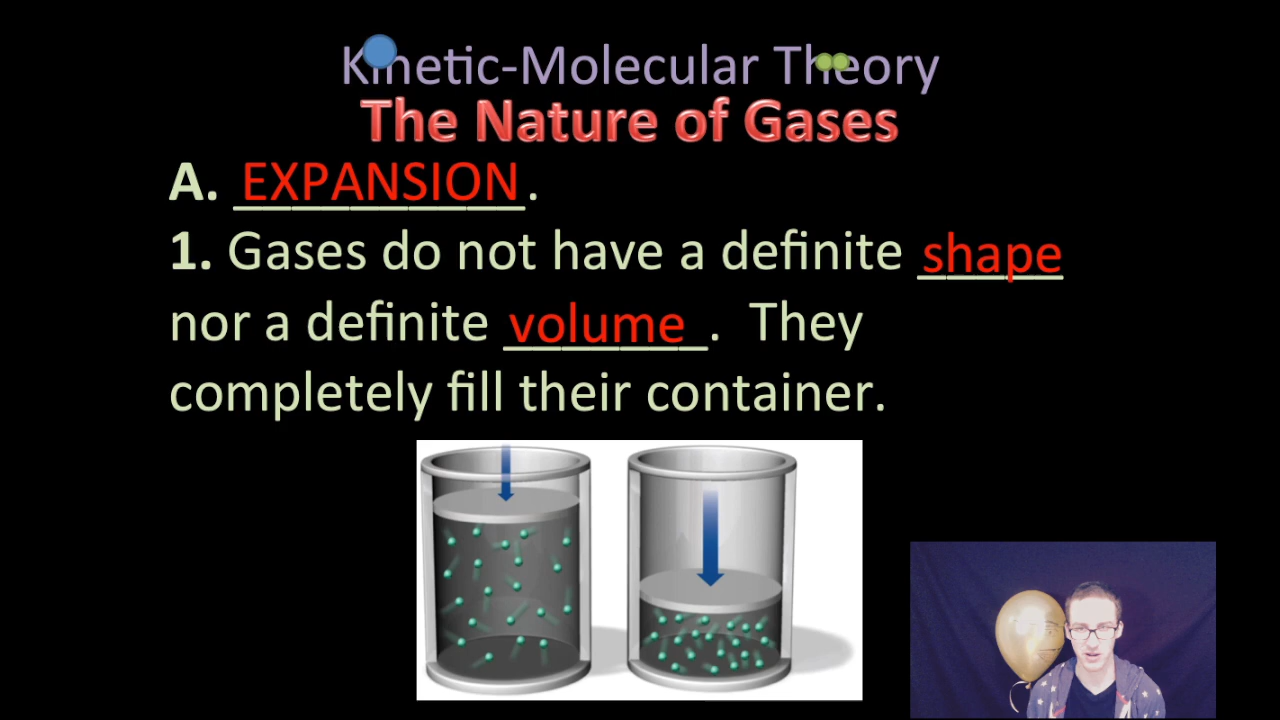 Kinetic-Molecular Theory
The Nature of Gases
A. EXPANSION.
1. Gases do not have a definite shape
nor a definite volume. They
completely fill their container.